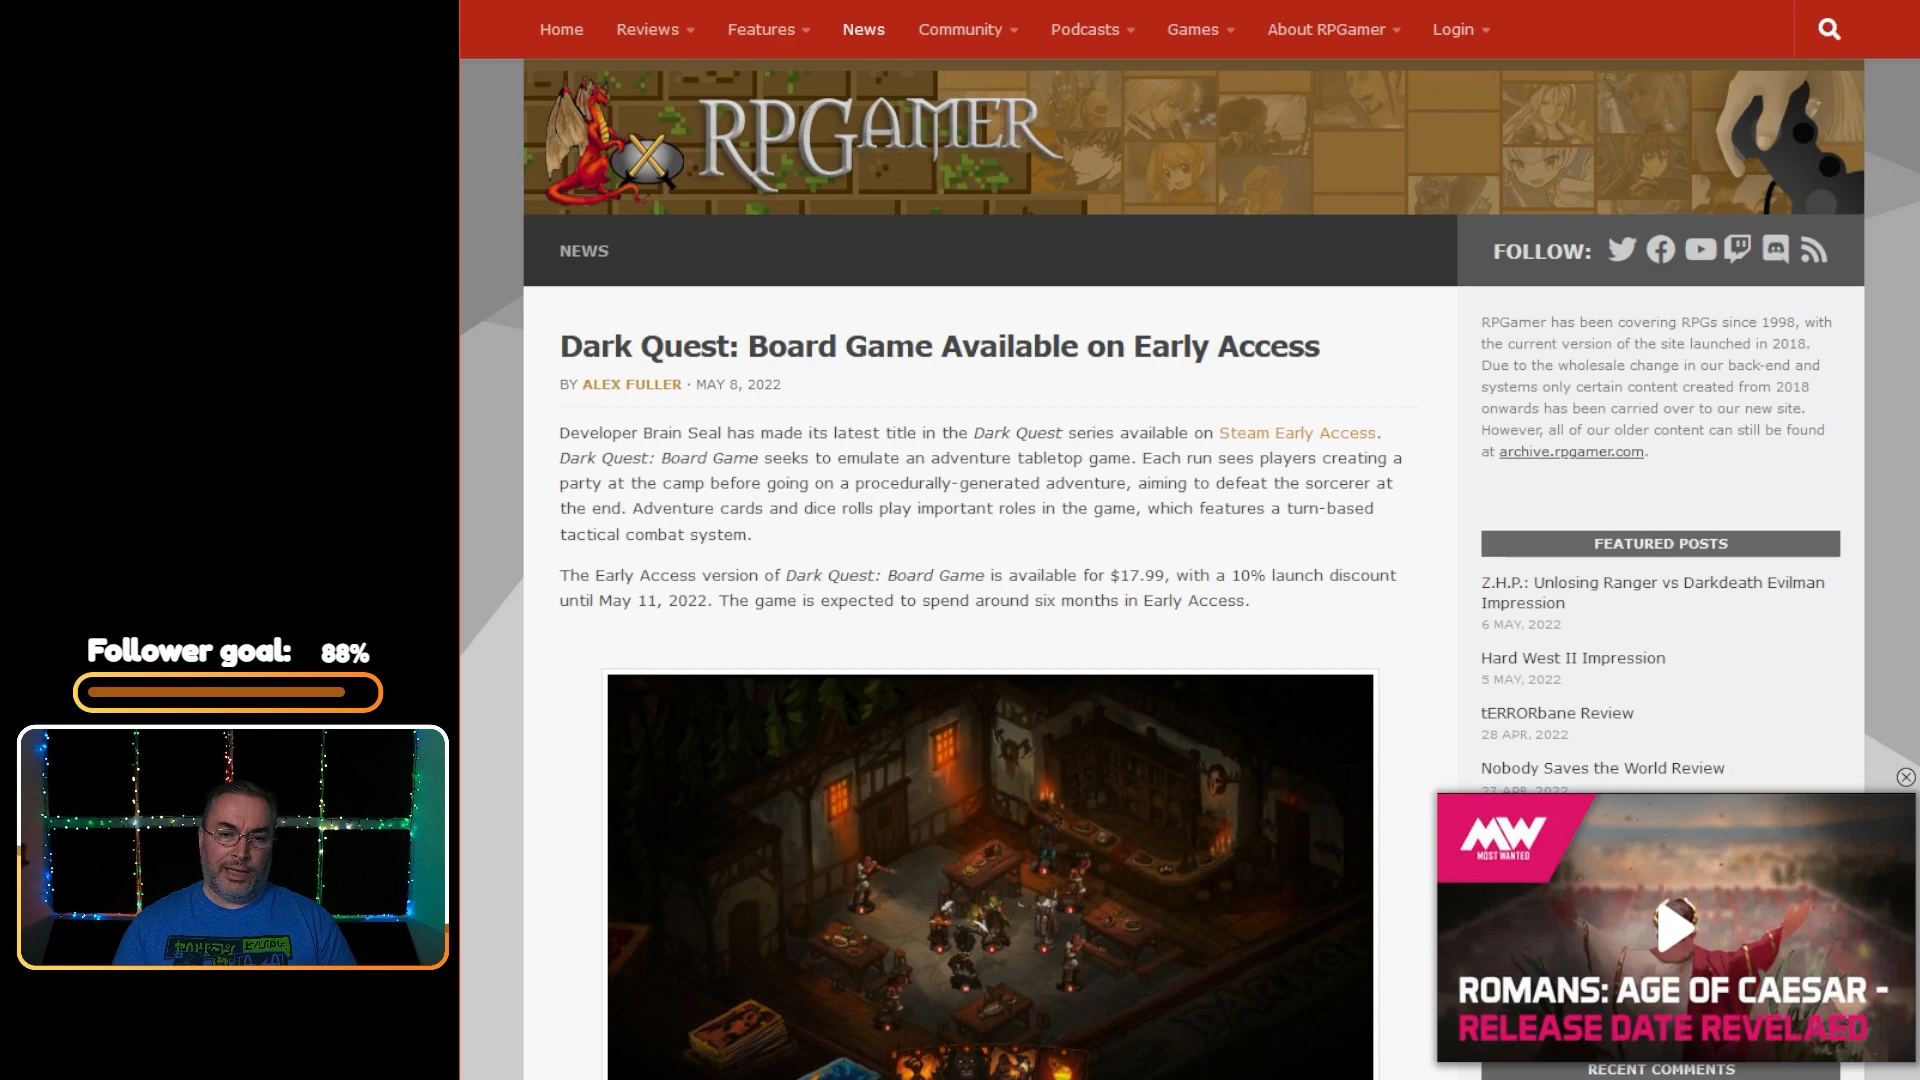 Home Reviews Features News Community Podcasts Games About RPGamer Login
RPGAMER
NEWS
FOLLOW:
Dark Quest: Board Game Available on Early Access
BY ALEX FULLER · MAY 8, 2022
Developer Brain Seal has made its latest title in the Dark Quest series available on Steam Early Access.
Dark Quest: Board Game seeks to emulate an adventure tabletop game. Each run sees players creating a
party at the camp before going on a procedurally-generated adventure, aiming to defeat the sorcerer at
the end. Adventure cards and dice rolls play important roles in the game, which features a turn-based
tactical combat system.
The Early Access version of Dark Quest: Board Game is available for $17.99, with a 10% launch discount
until May 11, 2022. The game is expected to spend around six months in Early Access.
RPGamer has been covering RPGs since 1998, with
the current version of the site launched in 2018.
Due to the wholesale change in our back-end and
systems only certain content created from 2018
onwards has been carried over to our new site.
However, all of our older content can still be found
at archive.rpgamer.com.
FEATURED POSTS
Z.H.P.: Unlosing Ranger vs Darkdeath Evilman
Impression
6 MAY, 2022
Hard West II Impression
5 MAY, 2022
tERRORbane Review
28 APR, 2022
Nobody Saves the World Review
27 APR, 2022
MW
MOST WANTED
ROMANS: AGE OF CAESAR -
RELEASE DATE REVELAED
RECENT COMMENTS
Follower goal: 88%